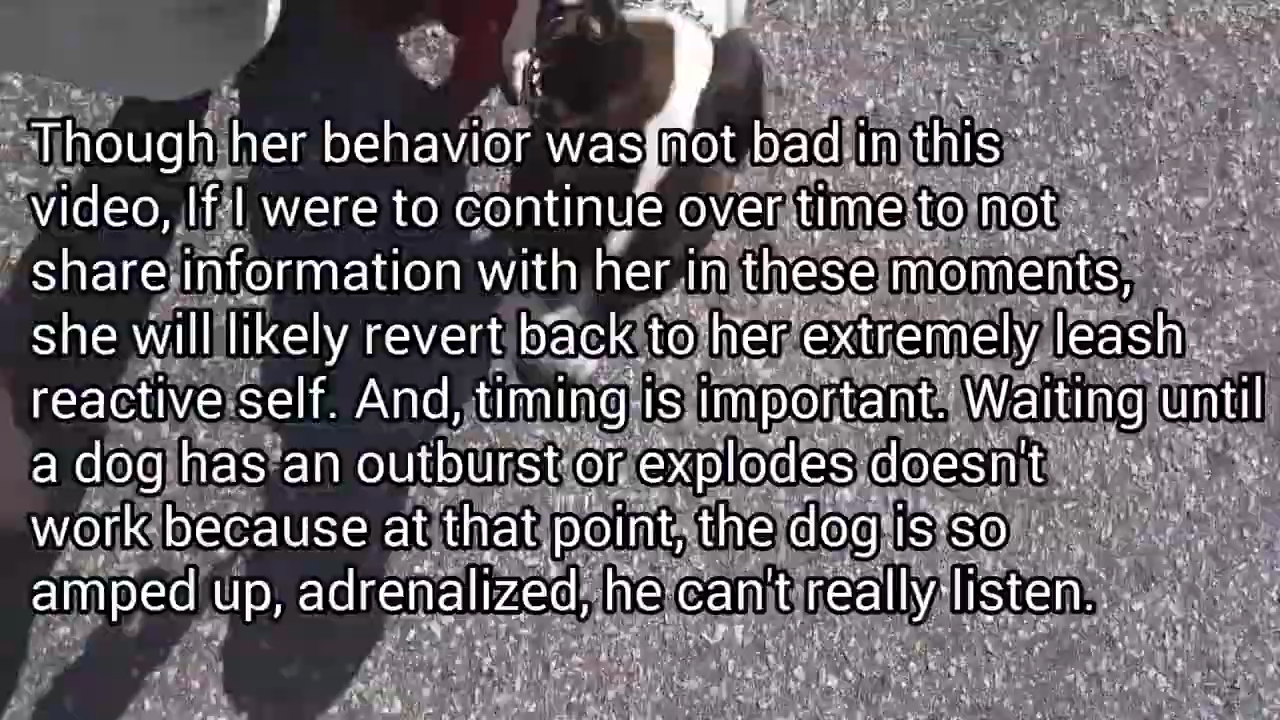 Though her behavior was not bad in this
video, If I were to continue over time to not
share information with her in these moments,
she will likely revert back to her extremely leash
reactive self. And, timing is important. Waiting until
a dog has an outburst or explodes doesn't
work because at that point, the dog is so
amped up, adrenalized, he can't really listen.